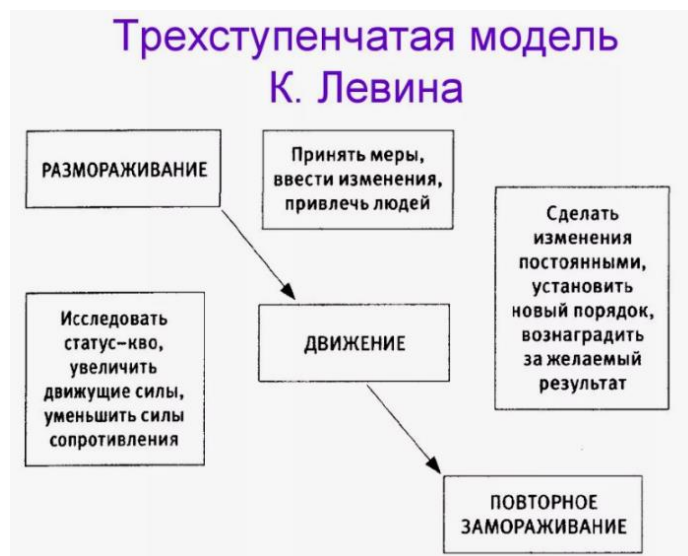 Трехступенчатая модель
К. Левина
РАЗМОРАЖИВАНИЕ
Принять меры,
ввести изменения,
привлечь людей
Сделать
изменения
постоянными,
установить
новый порядок,
вознаградить
за желаемый
результат
Исследовать
статус-кво,
увеличить
движущие силы,
уменьшить силы
сопротивления
ДВИЖЕНИЕ
ПОВТОРНОЕ
ЗАМОРАЖИВАНИЕ